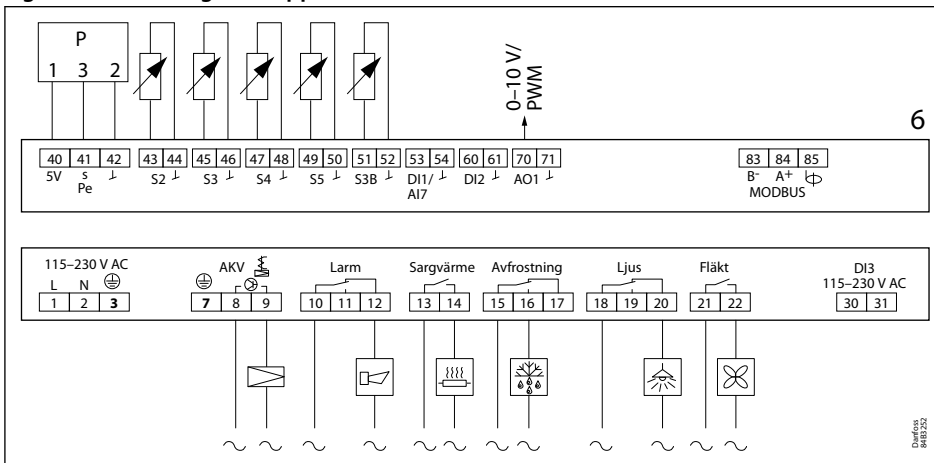 P
1 3 2
0–10 V/
PWM
6
40 41 42 43 44 45 46 47 48 49 50 51 52 53 54 60 61 70 71 83 84 85
5V s S2 S3 S4 S5 S3B DI1/ DI2 AO1 B- A+
Pe AI7 MODBUS
115–230 V AC AKV Larm Sargvärme Avfrostning Ljus Fläkt DI3
L N 115–230 V AC
1 2 3 7 8 9 10 11 12 13 14 15 16 17 18 19 20 21 22 30 31
Danfoss
84B3252